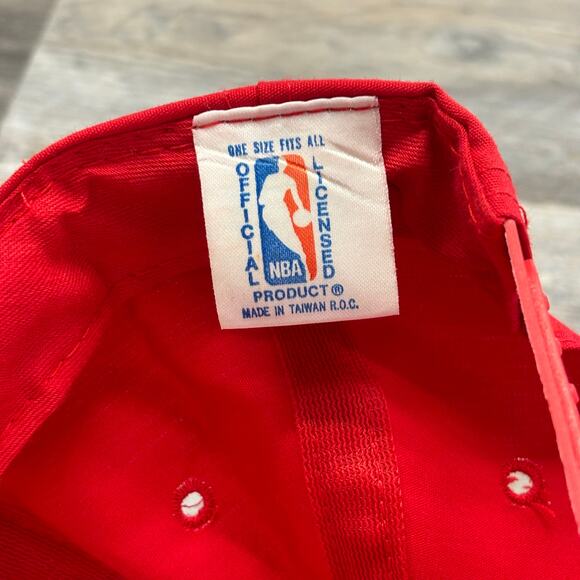 ONE SIZE FITS ALL
OFFICIAL
LICENSED
NBA
PRODUCT ®
MADE IN TAIWAN R.O.C.